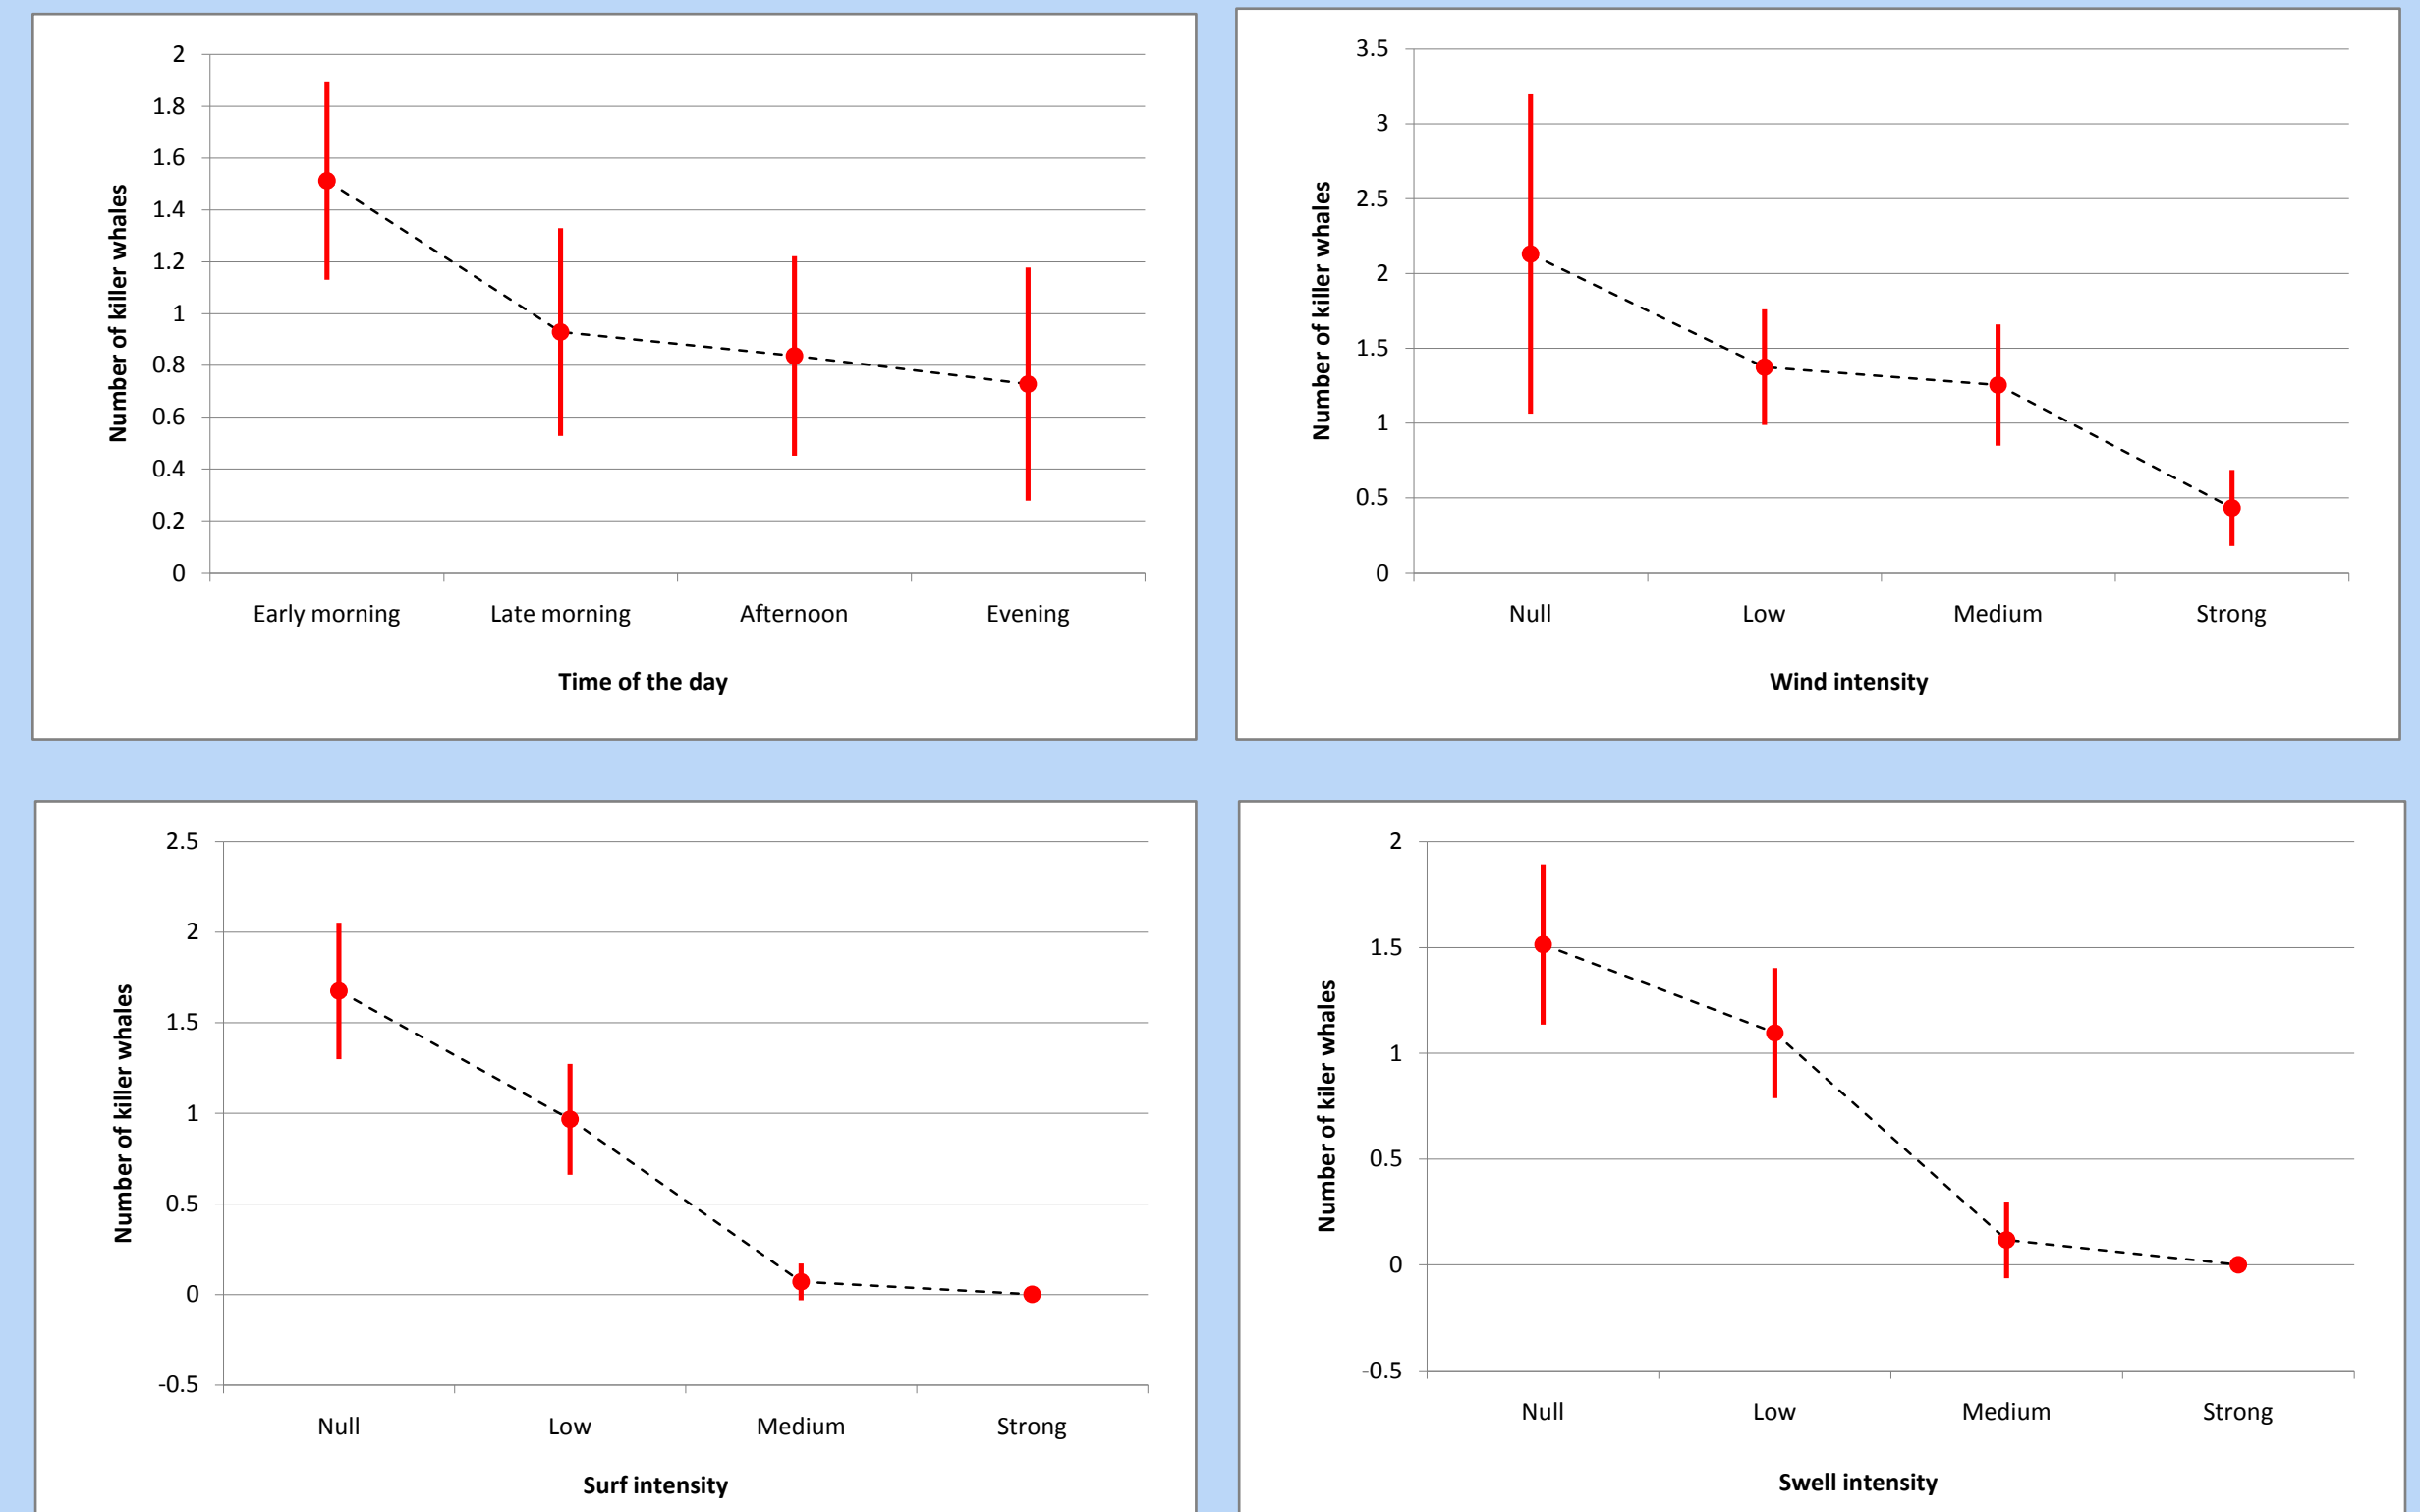 2
1.8
1.6
1.4
1.2
1
0.8
0.6
0.4
0.2
0
Number of killer whales
Early morning Late morning Afternoon Evening
Time of the day
3.5
3
2.5
2
1.5
1
0.5
0
Number of killer whales
Null Low Medium Strong
Wind intensity
2.5
2
1.5
1
0.5
0
-0.5
Number of killer whales
Null Low Medium Strong
Surf intensity
2
1.5
1
0.5
0
-0.5
Number of kiler whales
Null Low Medium Strong
Swell intensity